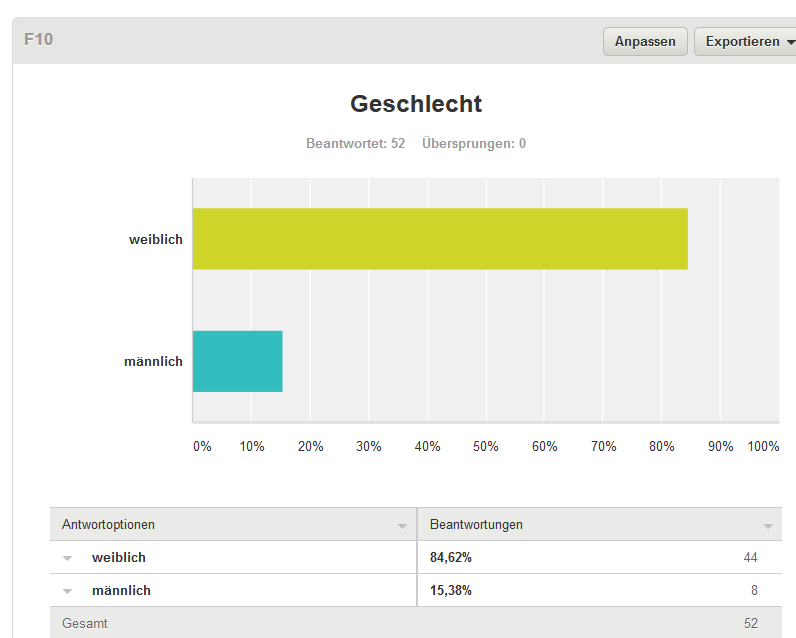 F10
Anpassen Exportieren
Geschlecht
Beantwortet: 52 Übersprungen: 0
weiblich
männlich
0% 10% 20% 30% 40% 50% 60% 70% 80% 90% 100%
Antwortoptionen Beantwortungen
weiblich 84,62% 44
männlich 15,38% 8
Gesamt 52